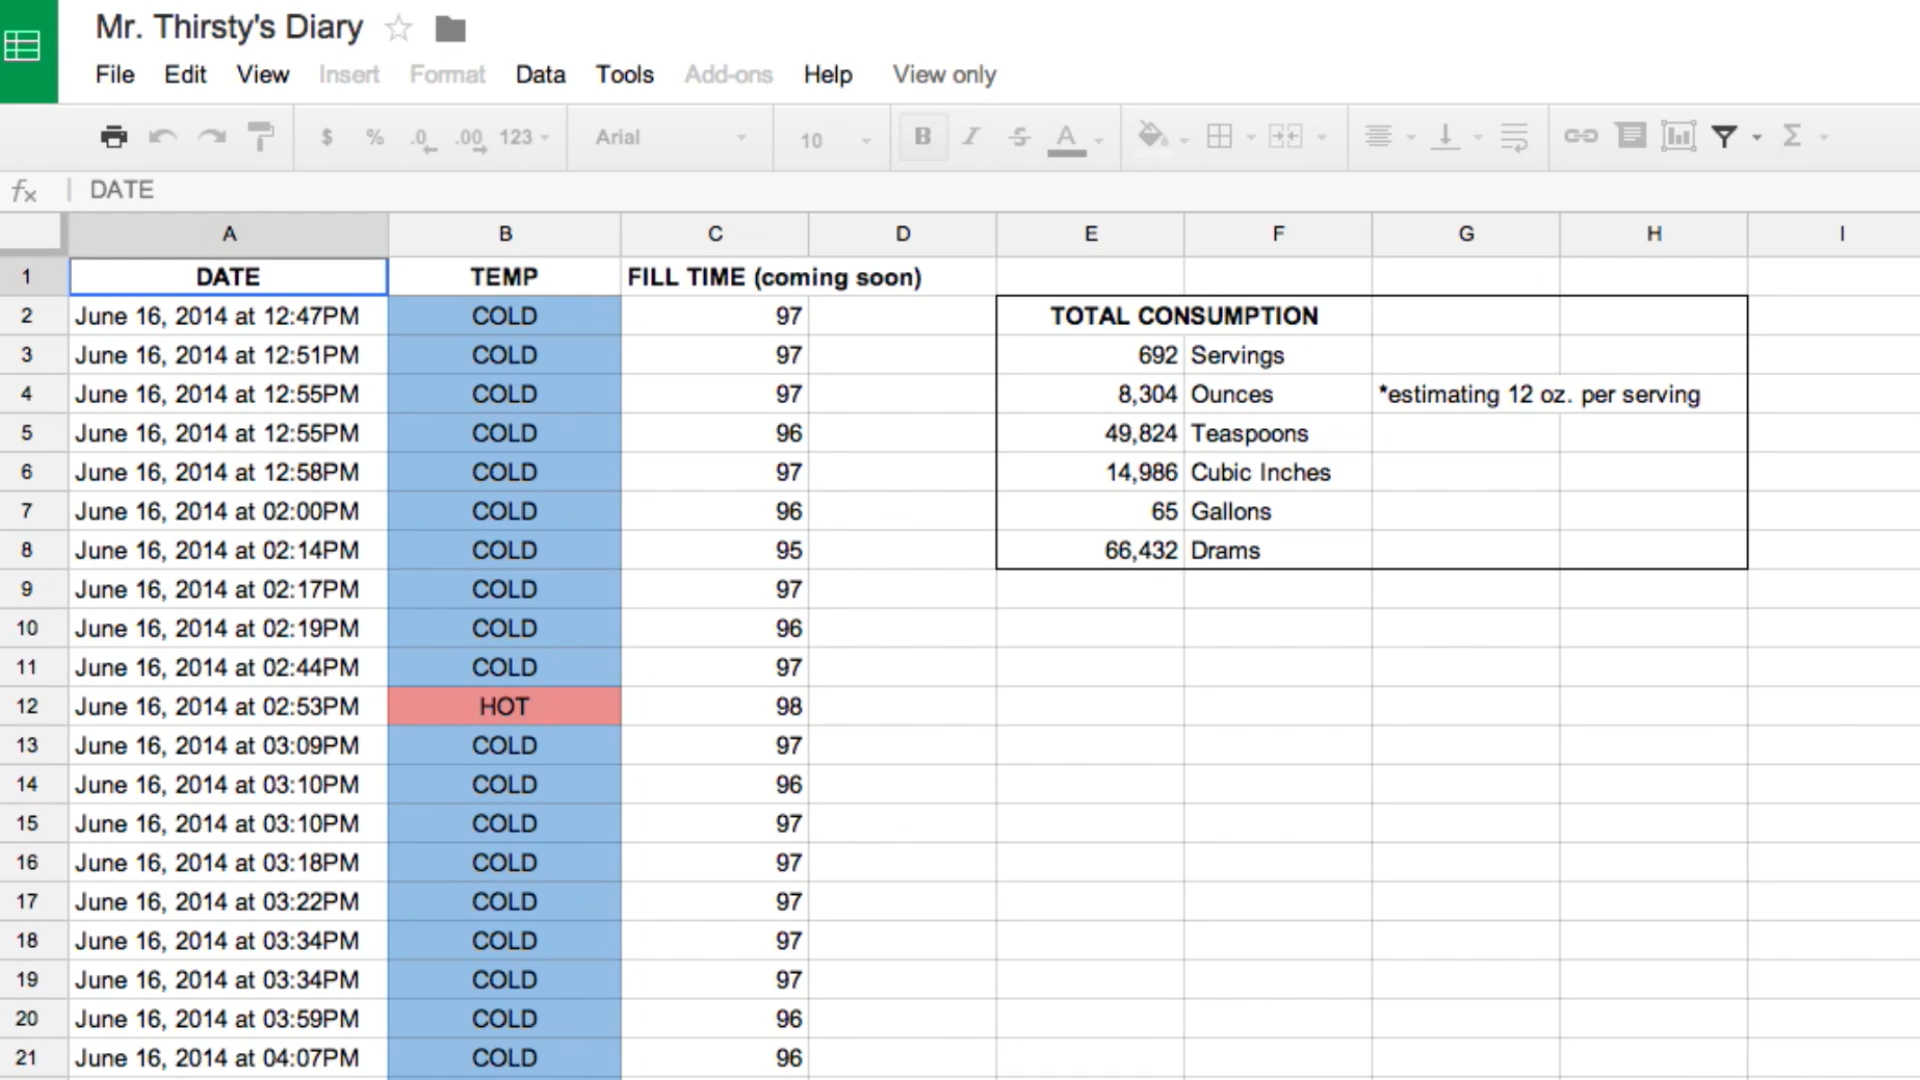 Mr. Thirsty's Diary
File Edit View Insert Format Data Tools Add-ons Help View only
$ % .0 .00 123 Arial 10 B I S A Σ
fx DATE
A B C D E F G H I
1 DATE TEMP FILL TIME (coming soon)
2 June 16, 2014 at 12:47PM COLD 97 TOTAL CONSUMPTION
3 June 16, 2014 at 12:51PM COLD 97 692 Servings
4 June 16, 2014 at 12:55PM COLD 97 8,304 Ounces *estimating 12 oz. per serving
5 June 16, 2014 at 12:55PM COLD 96 49,824 Teaspoons
6 June 16, 2014 at 12:58PM COLD 97 14,986 Cubic Inches
7 June 16, 2014 at 02:00PM COLD 96 65 Gallons
8 June 16, 2014 at 02:14PM COLD 95 66,432 Drams
9 June 16, 2014 at 02:17PM COLD 97
10 June 16, 2014 at 02:19PM COLD 96
11 June 16, 2014 at 02:44PM COLD 97
12 June 16, 2014 at 02:53PM HOT 98
13 June 16, 2014 at 03:09PM COLD 97
14 June 16, 2014 at 03:10PM COLD 96
15 June 16, 2014 at 03:10PM COLD 97
16 June 16, 2014 at 03:18PM COLD 97
17 June 16, 2014 at 03:22PM COLD 97
18 June 16, 2014 at 03:34PM COLD 97
19 June 16, 2014 at 03:34PM COLD 97
20 June 16, 2014 at 03:59PM COLD 96
21 June 16, 2014 at 04:07PM COLD 96